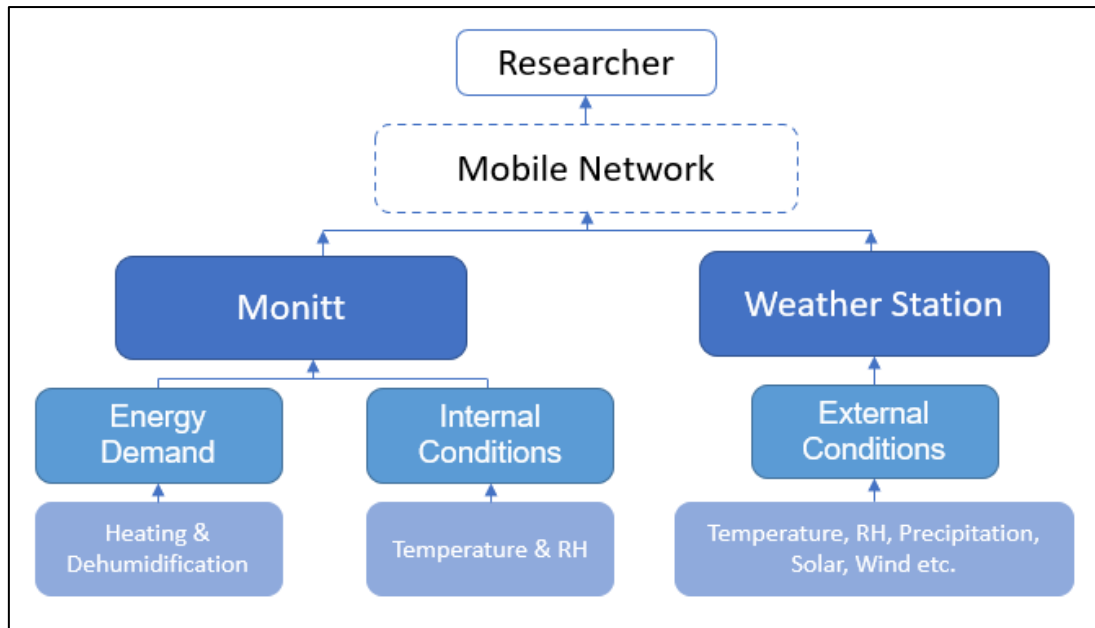 Researcher
Mobile Network
Monitt
Weather Station
Energy
Demand
Internal
Conditions
External
Conditions
Heating &
Dehumidification
Temperature & RH
Temperature, RH, Precipitation,
Solar, Wind etc.